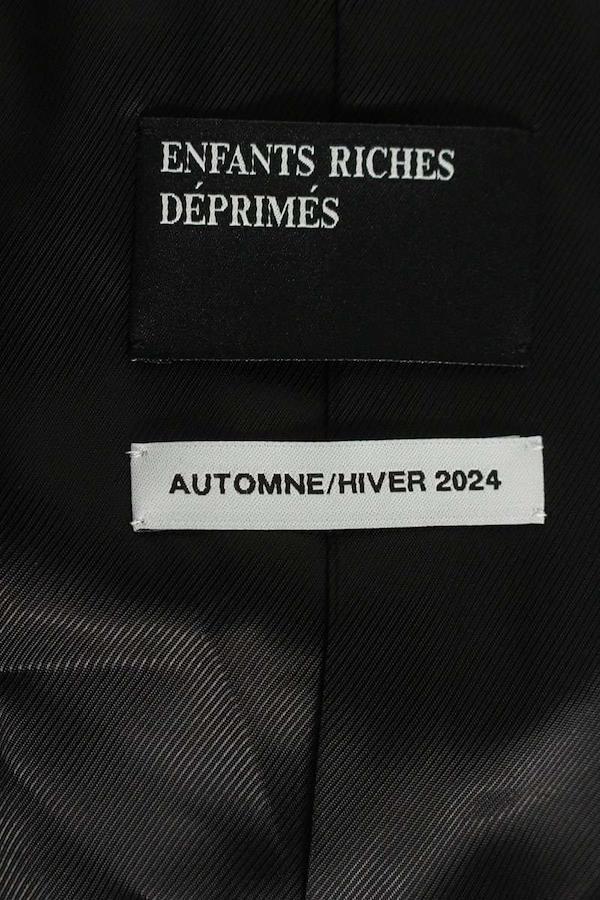 ENFANTS RICHES
DÉPRIMÉS
AUTOMNE/HIVER 2024